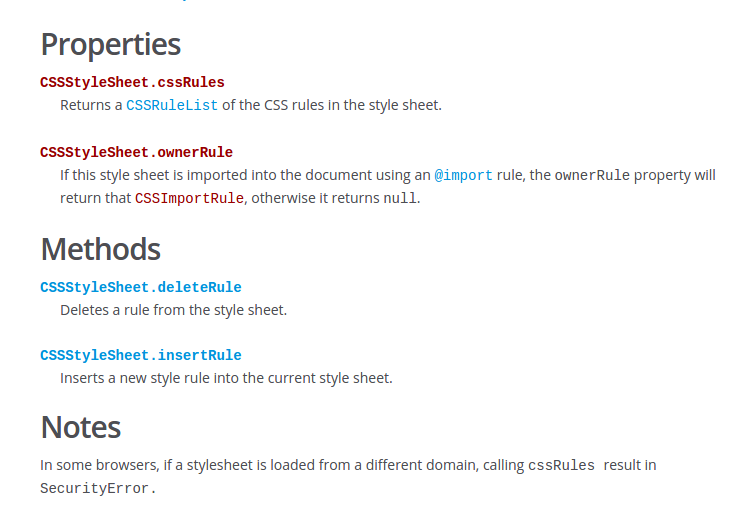 Properties
CSSStyleSheet.cssRules
Returns a CSSRuleList of the CSS rules in the style sheet.
CSSStyleSheet.ownerRule
If this style sheet is imported into the document using an @import rule, the ownerRule property will
return that CSSImportRule, otherwise it returns null.
Methods
CSSStyleSheet.deleteRule
Deletes a rule from the style sheet.
CSSStyleSheet.insertRule
Inserts a new style rule into the current style sheet.
Notes
In some browsers, if a stylesheet is loaded from a different domain, calling cssRules result in
SecurityError.